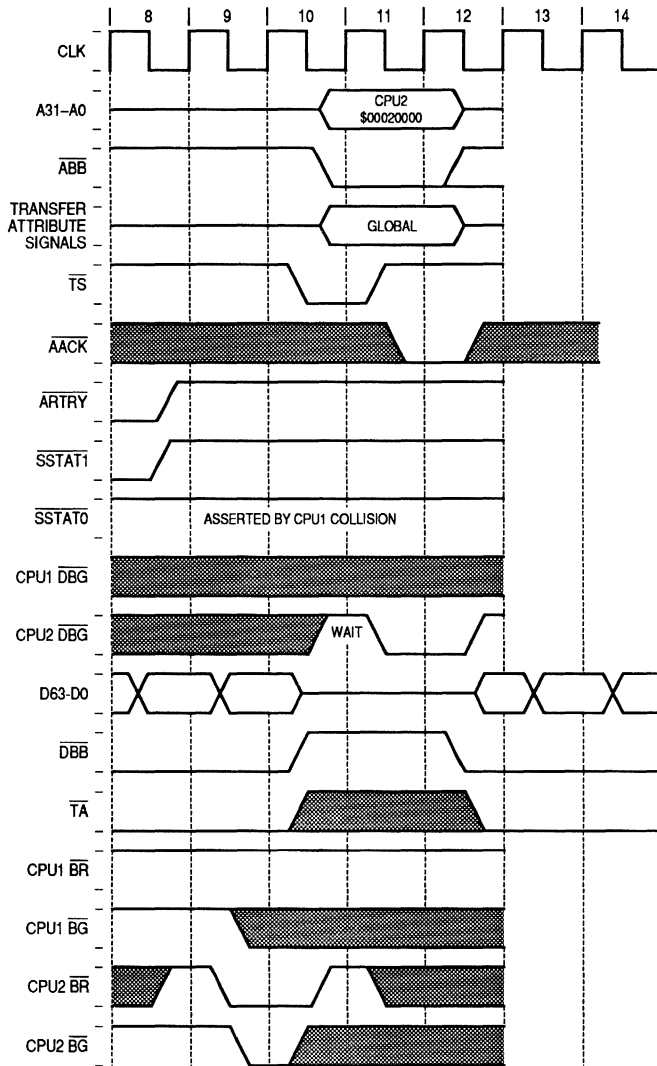 8 9 10 11 12 13 14
CLK
A31–A0
CPU2
$00020000
ABB
TRANSFER
ATTRIBUTE
SIGNALS
GLOBAL
TS
AACK
ARTRY
SSTAT1
SSTAT0
ASSERTED BY CPU1 COLLISION
CPU1 DBG
CPU2 DBG
WAIT
D63-D0
DBB
TA
CPU1 BR
CPU1 BG
CPU2 BR
CPU2 BG